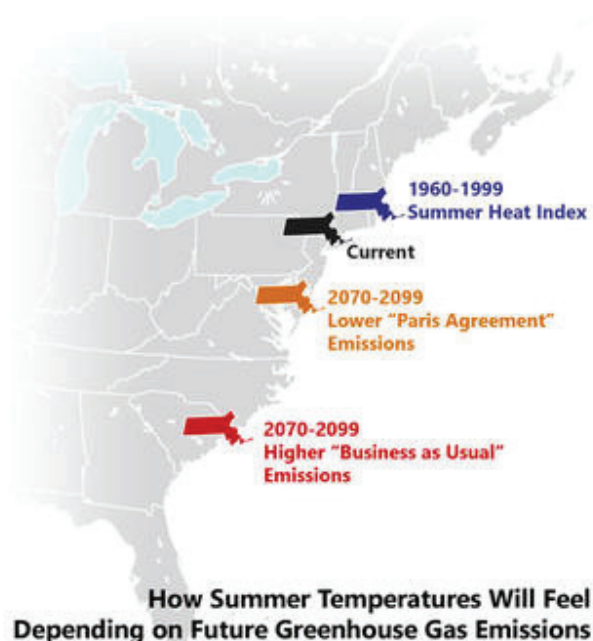 1960-1999
Summer Heat Index
Current
2070-2099
Lower “Paris Agreement”
Emissions
2070-2099
Higher “Business as Usual”
Emissions
How Summer Temperatures Will Feel
Depending on Future Greenhouse Gas Emissions